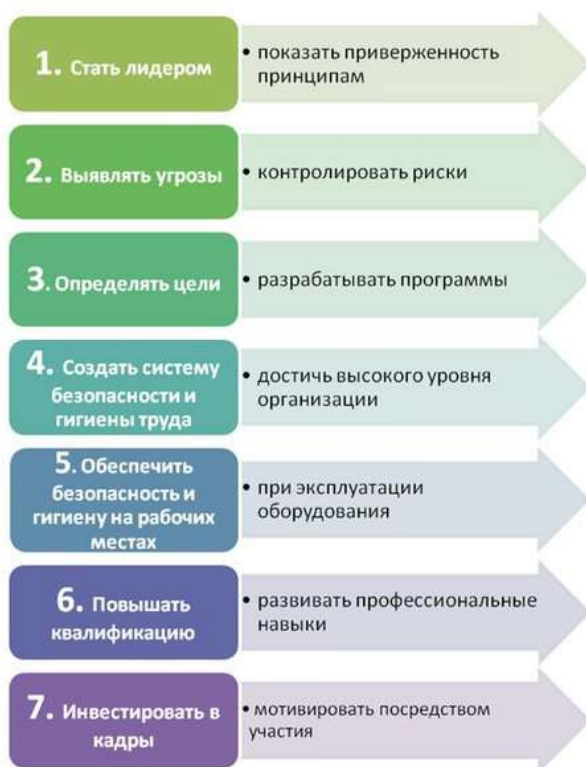 1. Стать лидером
• показать приверженность
принципам
2. Выявлять угрозы
• контролировать риски
3. Определять цели
• разрабатывать программы
4. Создать систему
безопасности и
гигиены труда
• достичь высокого уровня
организации
5. Обеспечить
безопасность и
гигиену на рабочих
местах
• при эксплуатации
оборудования
6. Повышать
квалификацию
• развивать профессиональные
навыки
7. Инвестировать в
кадры
• мотивировать посредством
участия